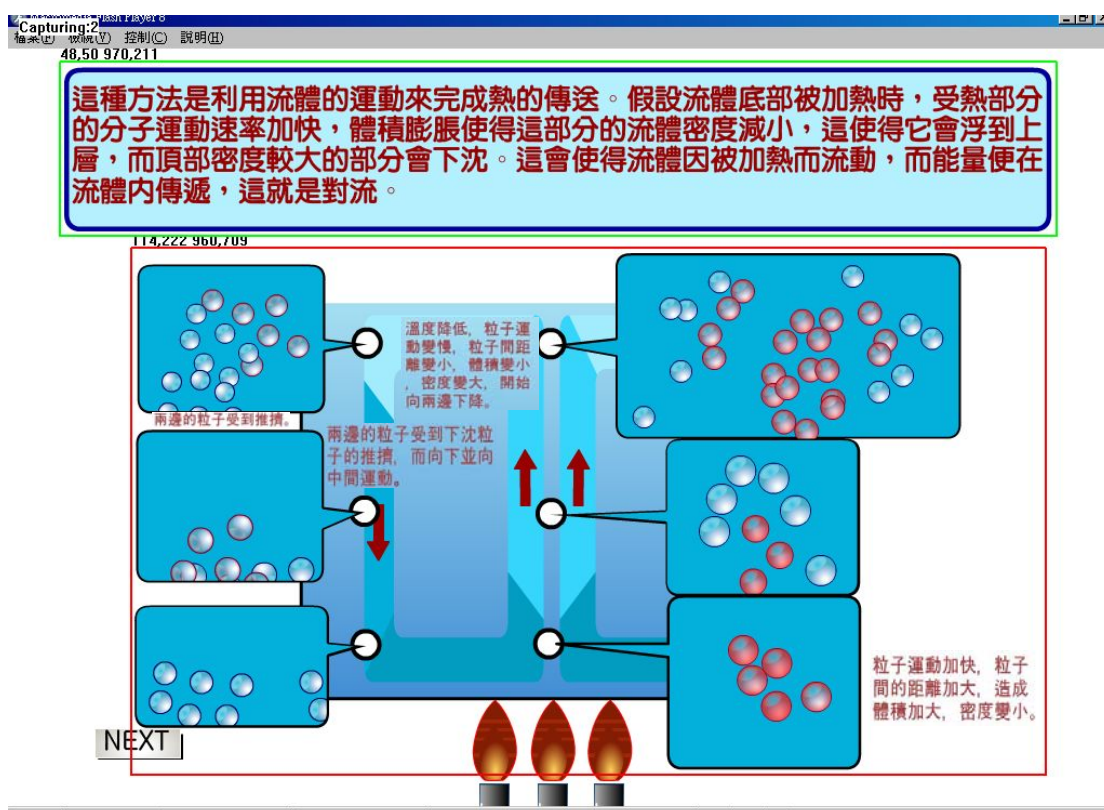 Flash Player 8
Capturing:2
檔案(F) 檢視(V) 控制(C) 說明(H)
48,50 970,211
這種方法是利用流體的運動來完成熱的傳送。假設流體底部被加熱時，受熱部分
的分子運動速率加快，體積膨脹使得這部分的流體密度減小，這使得它會浮到上
層，而頂部密度較大的部分會下沈。這會使得流體因被加熱而流動，而能量便在
流體內傳遞，這就是對流。
114,222 960,709
溫度降低，粒子運
動變慢，粒子間距
離變小，體積變小
，密度變大，開始
向兩邊下降。
兩邊的粒子受到推擠。
兩邊的粒子受到下沈粒
子的推擠，而向下並向
中間運動。
粒子運動加快，粒子
間的距離加大，造成
體積加大，密度變小。
NEXT